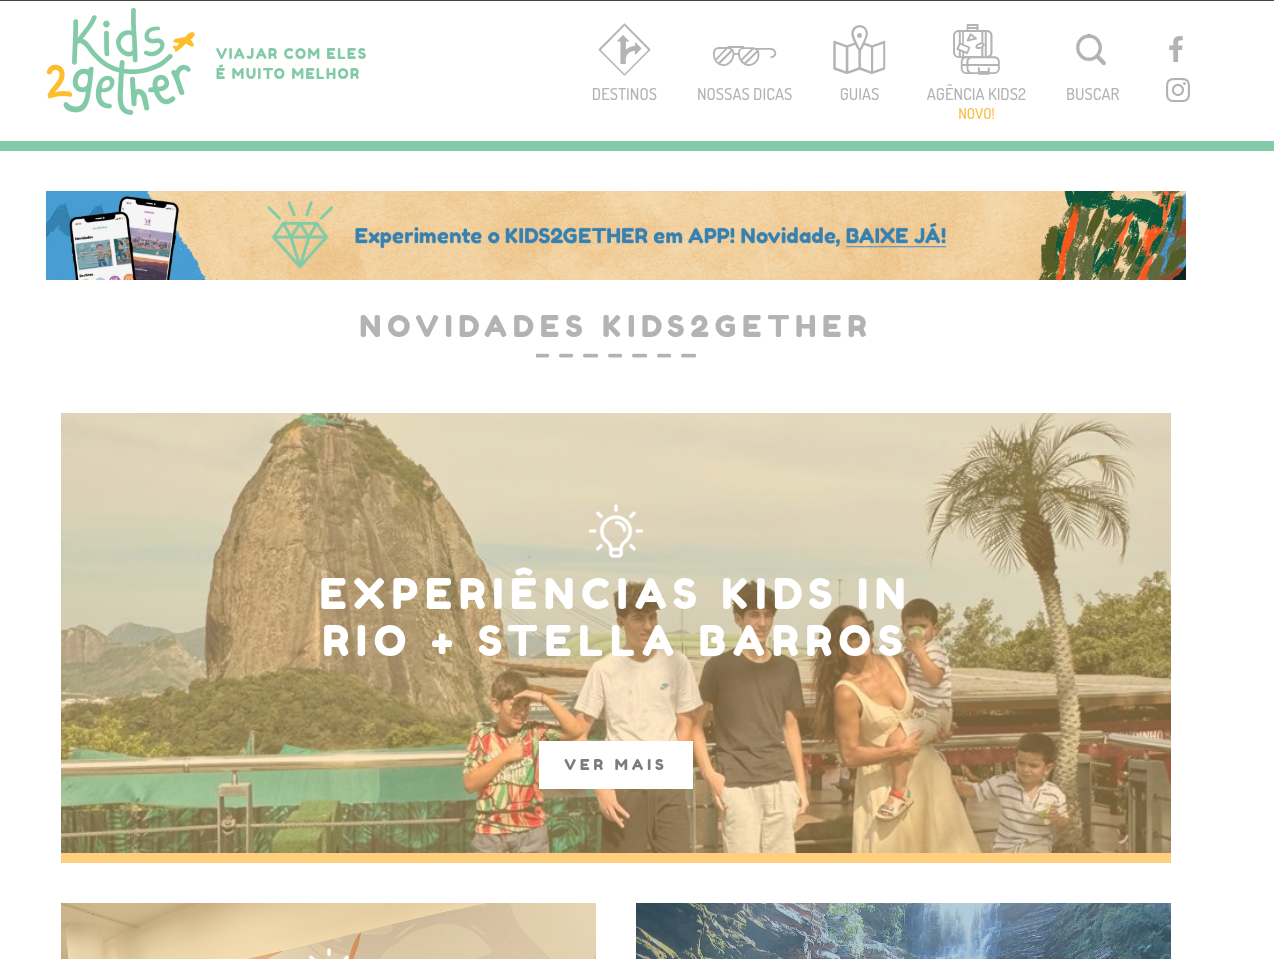 Kids
2gether
VIAJAR COM ELES
É MUITO MELHOR
DESTINOS
NOSSAS DICAS
GUIAS
AGÊNCIA KIDS2
NOVO!
BUSCAR
Experimente o KIDS2GETHER em APP! Novidade, BAIXE JÁ!
NOVIDADES KIDS2GETHER
EXPERIÊNCIAS KIDS IN
RIO + STELLA BARROS
VER MAIS